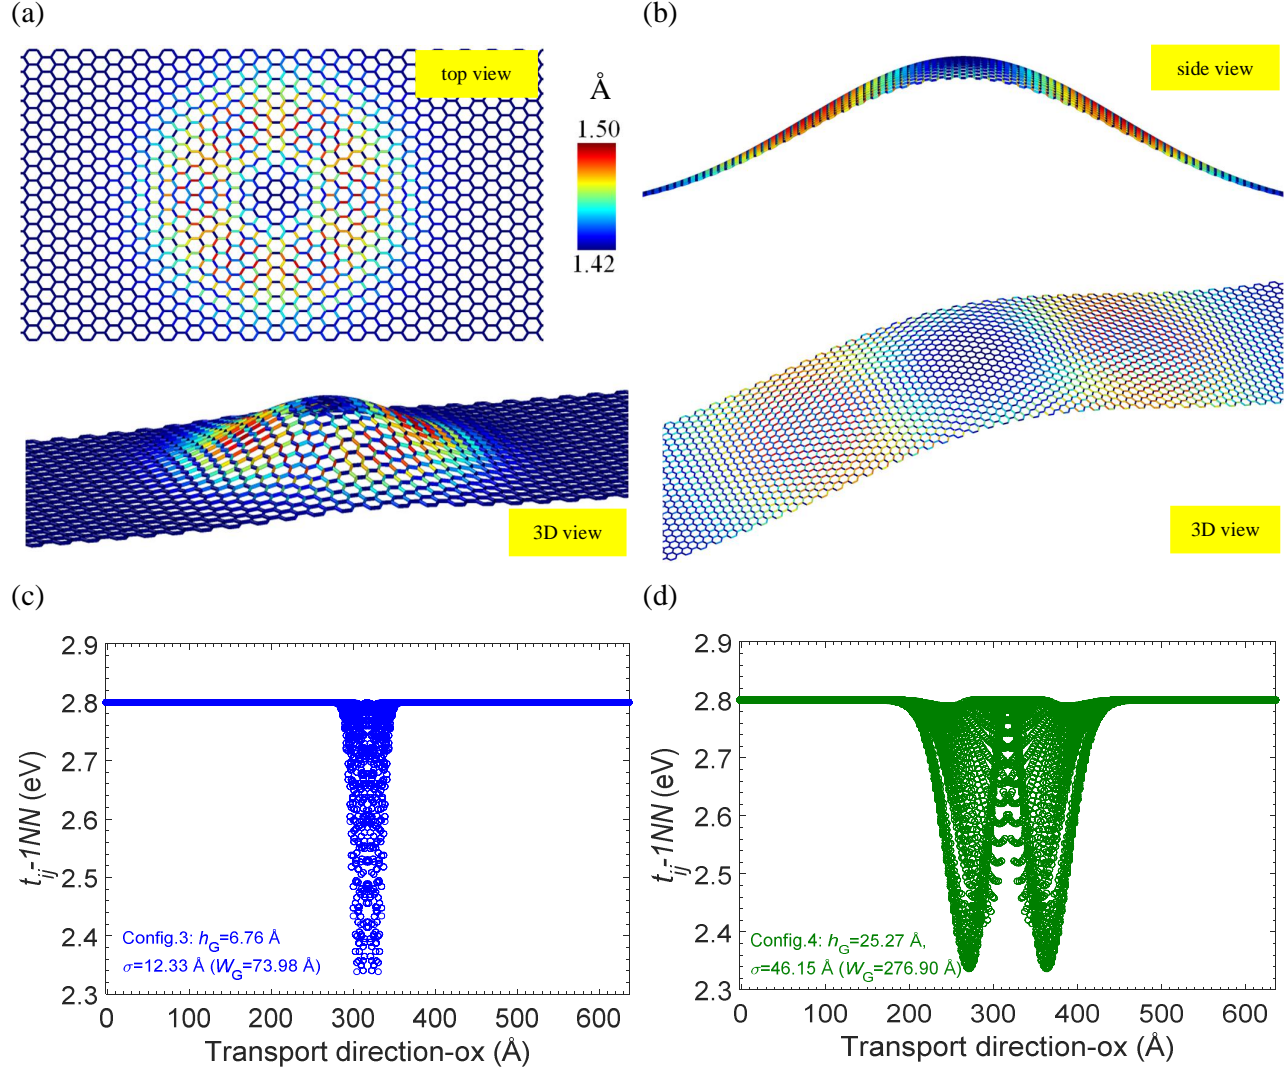 (a)
(b)
top view
side view
Å
1.50
1.42
3D view
3D view
(c)
(d)
2.9
2.8
2.7
2.6
2.5
2.4
2.3
t_ij-1NN (eV)
Config.3: h_G=6.76 Å
σ=12.33 Å (W_G=73.98 Å)
0 100 200 300 400 500 600
Transport direction-ox (Å)
2.9
2.8
2.7
2.6
2.5
2.4
2.3
t_ij-1NN (eV)
Config.4: h_G=25.27 Å,
σ=46.15 Å (W_G=276.90 Å)
0 100 200 300 400 500 600
Transport direction-ox (Å)